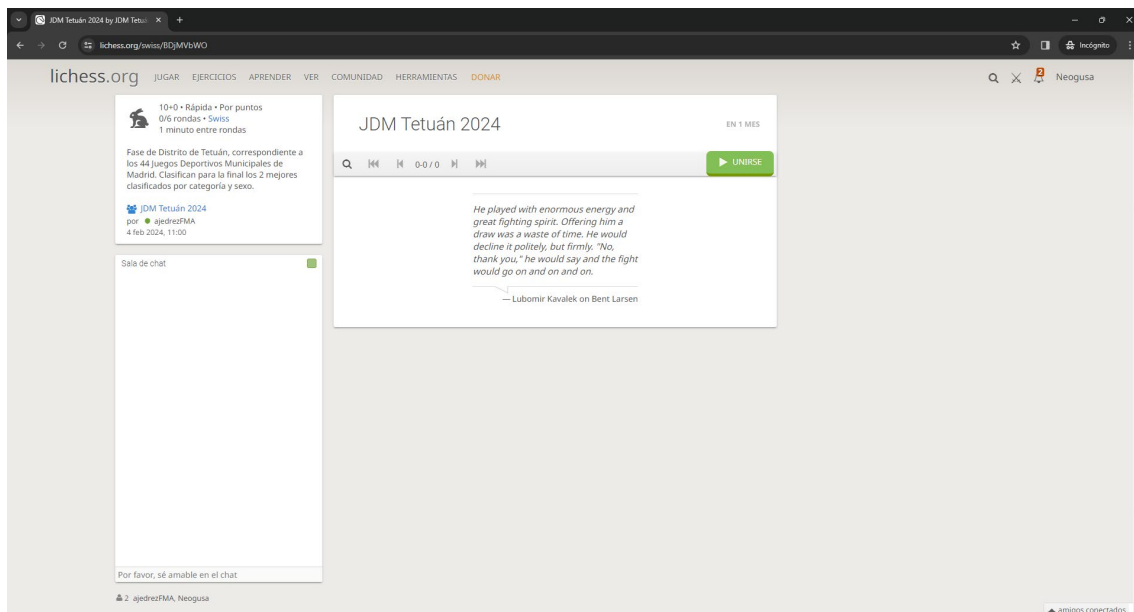 JDM Tetuán 2024 by JDM Tetu
lichess.org/swiss/BDjMVbWO
Incógnito
lichess.org JUGAR EJERCICIOS APRENDER VER COMUNIDAD HERRAMIENTAS DONAR
2
Neogusa
10+0 • Rápida • Por puntos
0/6 rondas • Swiss
1 minuto entre rondas
Fase de Distrito de Tetuán, correspondiente a
los 44 Juegos Deportivos Municipales de
Madrid. Clasifican para la final los 2 mejores
clasificados por categoría y sexo.
JDM Tetuán 2024
por ajedrezFMA
4 feb 2024, 11:00
Sala de chat
Por favor, sé amable en el chat
2 ajedrezFMA, Neogusa
JDM Tetuán 2024
EN 1 MES
0-0 / 0
UNIRSE
He played with enormous energy and
great fighting spirit. Offering him a
draw was a waste of time. He would
decline it politely, but firmly. "No,
thank you," he would say and the fight
would go on and on and on.
— Lubomir Kavalek on Bent Larsen
amigos conectados